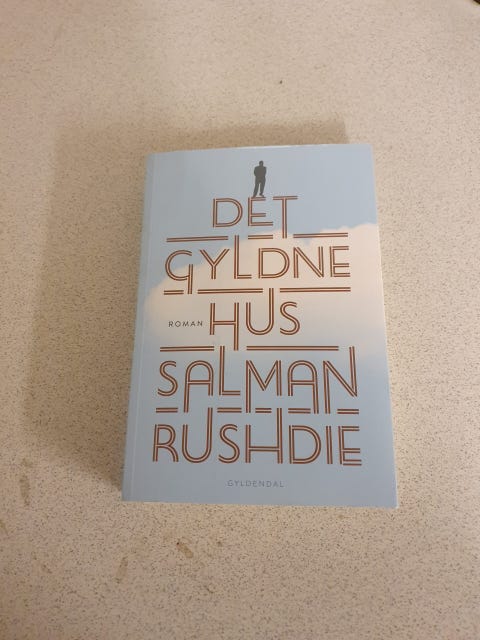 DET
GYLDNE
ROMAN HUS
SALMAN
RUSHDIE
GYLDENDAL